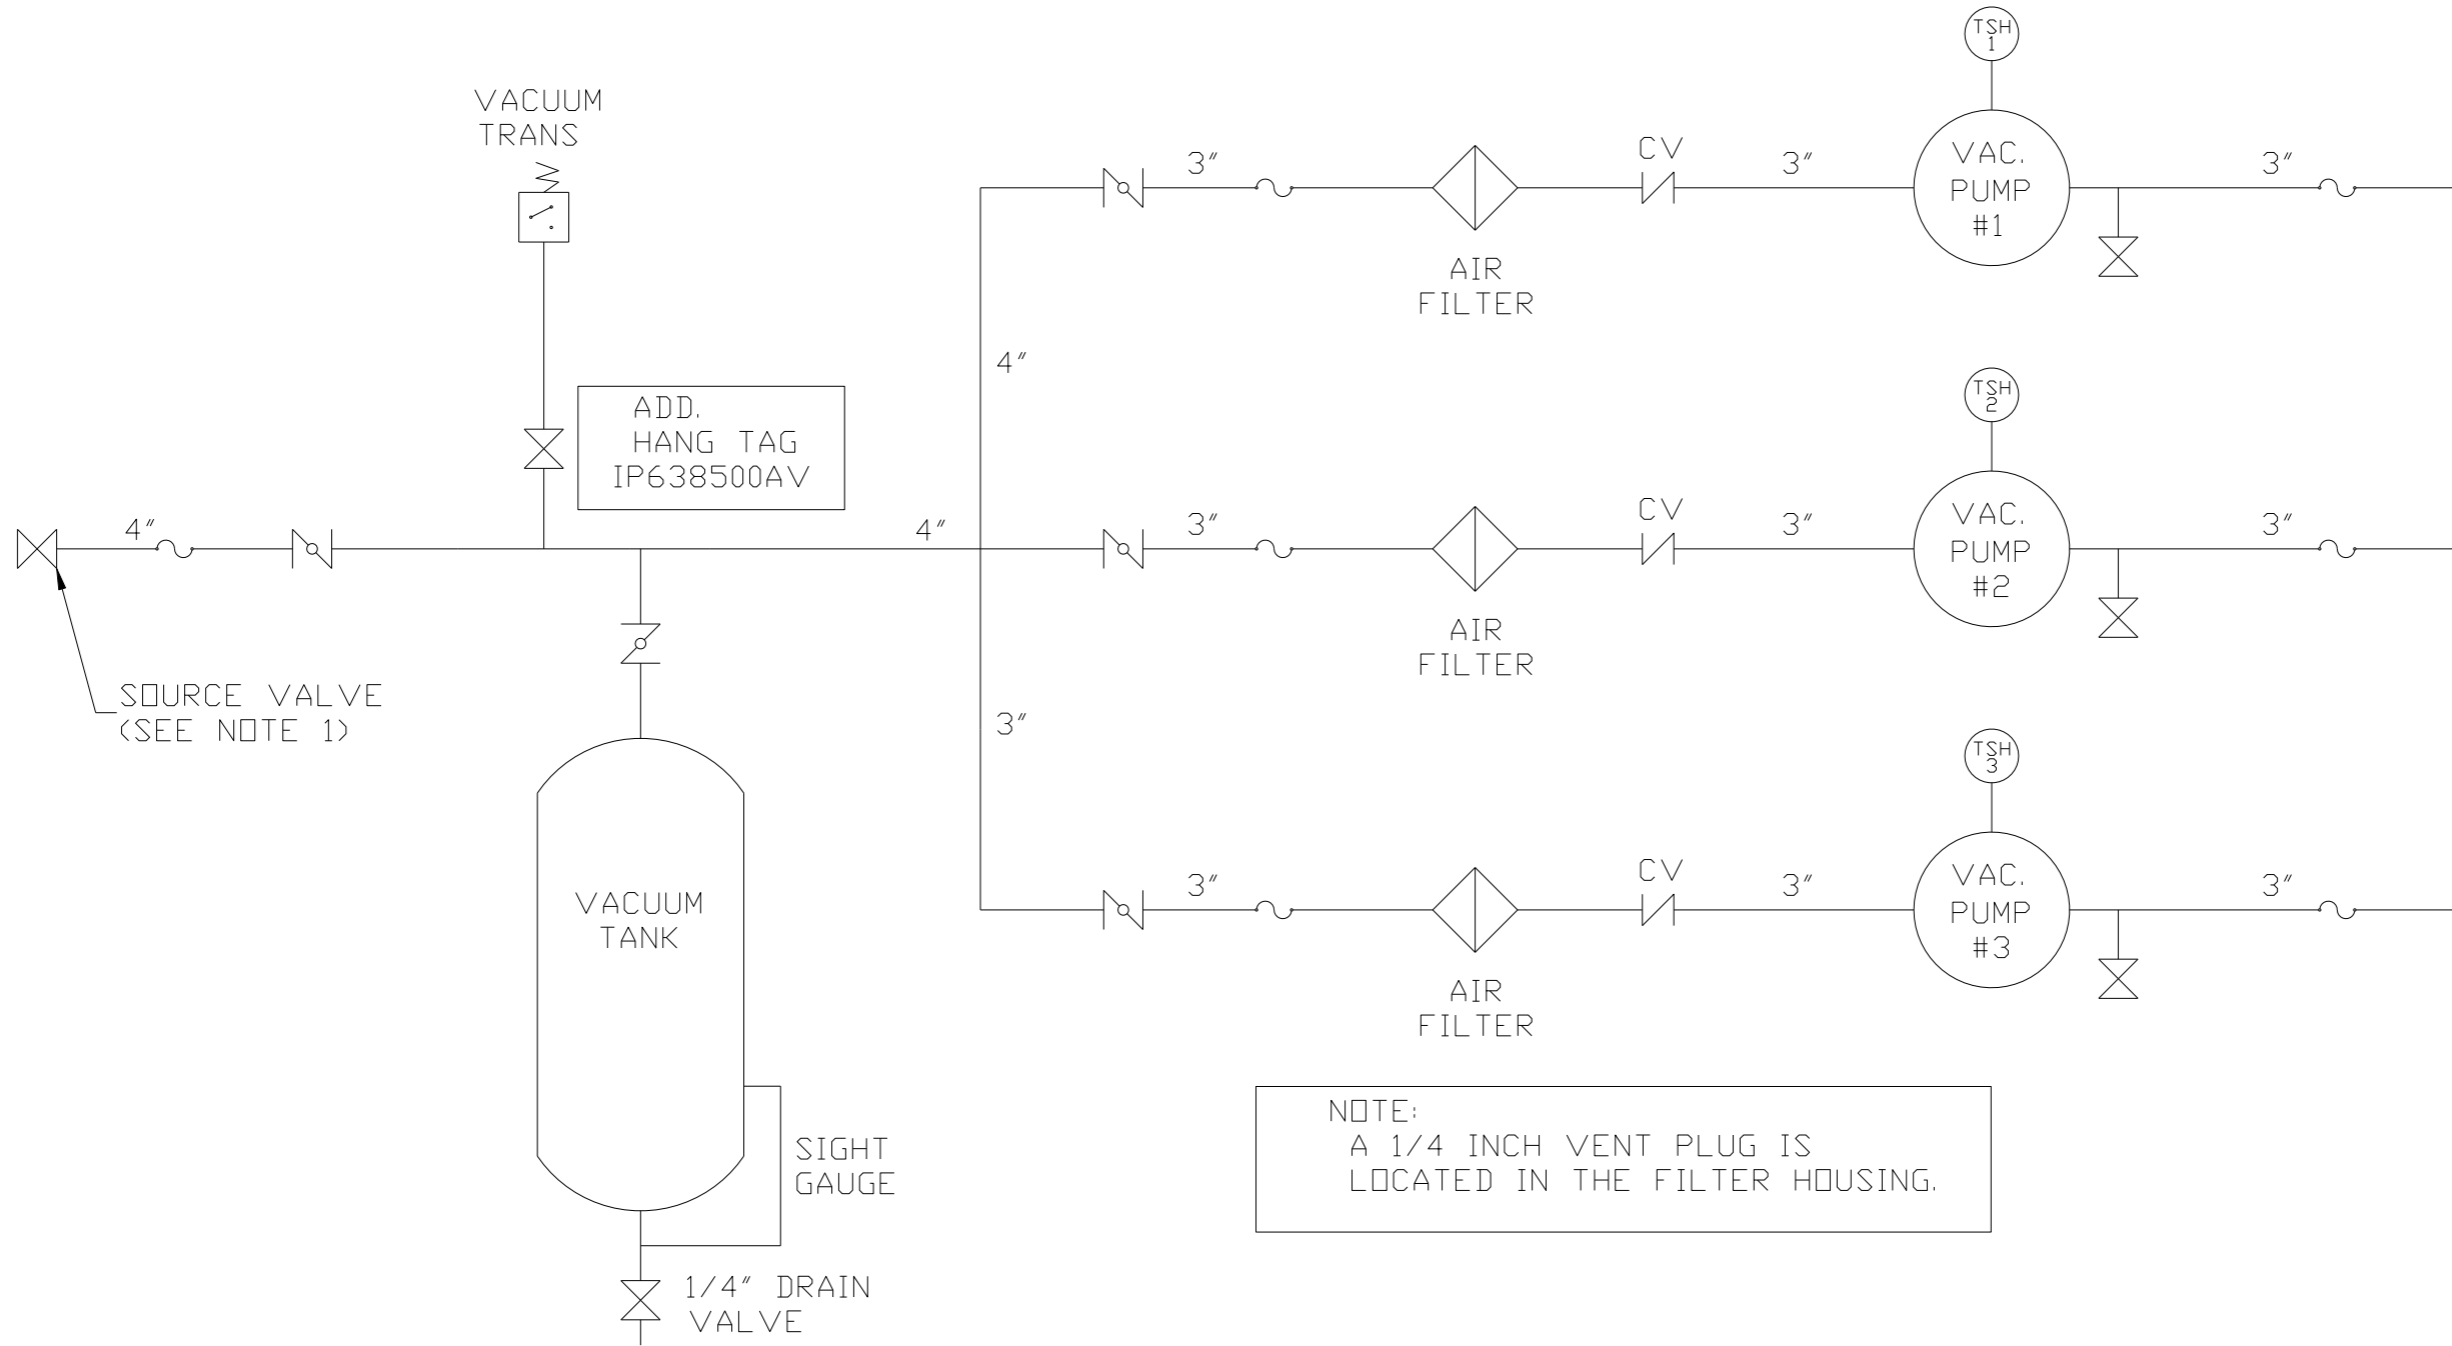 TSH
1
VACUUM
TRANS
CV
3″
VAC.
PUMP
#1
3″
3″
AIR
FILTER
4″
ADD.
HANG TAG
IP638500AV
TSH
2
4″
4″
3″
CV
3″
VAC.
PUMP
#2
3″
AIR
FILTER
SOURCE VALVE
(SEE NOTE 1)
3″
TSH
3
VACUUM
TANK
3″
CV
3″
VAC.
PUMP
#3
3″
AIR
FILTER
SIGHT
GAUGE
NOTE:
A 1/4 INCH VENT PLUG IS
LOCATED IN THE FILTER HOUSING.
1/4″ DRAIN
VALVE